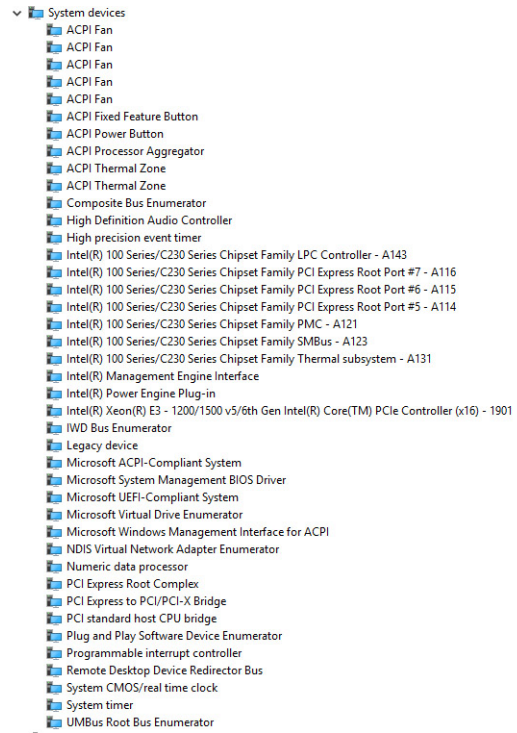 System devices
ACPI Fan
ACPI Fan
ACPI Fan
ACPI Fan
ACPI Fan
ACPI Fixed Feature Button
ACPI Power Button
ACPI Processor Aggregator
ACPI Thermal Zone
ACPI Thermal Zone
Composite Bus Enumerator
High Definition Audio Controller
High precision event timer
Intel(R) 100 Series/C230 Series Chipset Family LPC Controller - A143
Intel(R) 100 Series/C230 Series Chipset Family PCI Express Root Port #7 - A116
Intel(R) 100 Series/C230 Series Chipset Family PCI Express Root Port #6 - A115
Intel(R) 100 Series/C230 Series Chipset Family PCI Express Root Port #5 - A114
Intel(R) 100 Series/C230 Series Chipset Family PMC - A121
Intel(R) 100 Series/C230 Series Chipset Family SMBus - A123
Intel(R) 100 Series/C230 Series Chipset Family Thermal subsystem - A131
Intel(R) Management Engine Interface
Intel(R) Power Engine Plug-in
Intel(R) Xeon(R) E3 - 1200/1500 v5/6th Gen Intel(R) Core(TM) PCIe Controller (x16) - 1901
IWD Bus Enumerator
Legacy device
Microsoft ACPI-Compliant System
Microsoft System Management BIOS Driver
Microsoft UEFI-Compliant System
Microsoft Virtual Drive Enumerator
Microsoft Windows Management Interface for ACPI
NDIS Virtual Network Adapter Enumerator
Numeric data processor
PCI Express Root Complex
PCI Express to PCI/PCI-X Bridge
PCI standard host CPU bridge
Plug and Play Software Device Enumerator
Programmable interrupt controller
Remote Desktop Device Redirector Bus
System CMOS/real time clock
System timer
UMBus Root Bus Enumerator